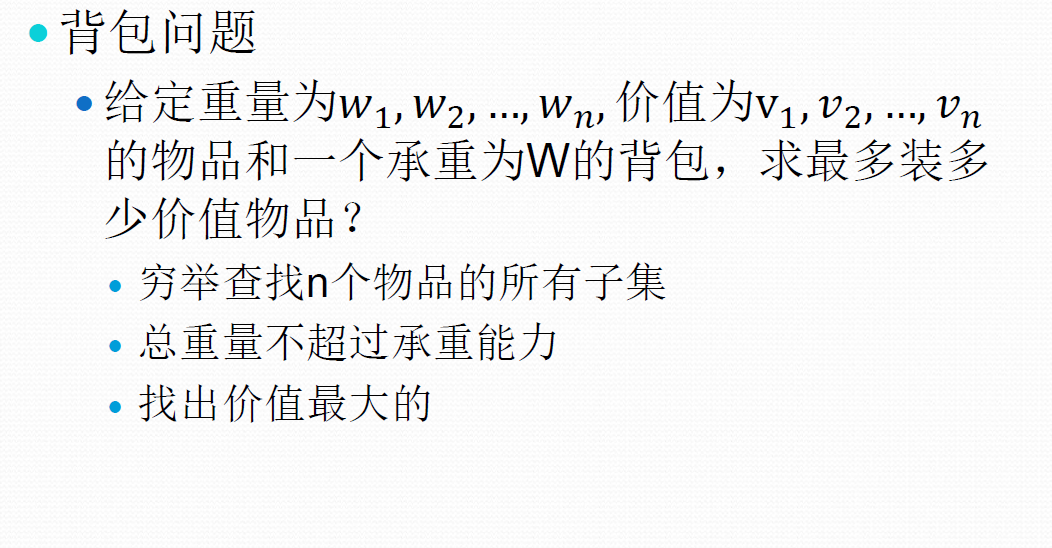 背包问题
给定重量为w₁, w₂, …, wₙ, 价值为v₁, v₂, …, vₙ
的物品和一个承重为W的背包，求最多装多
少价值物品？
穷举查找n个物品的所有子集
总重量不超过承重能力
找出价值最大的